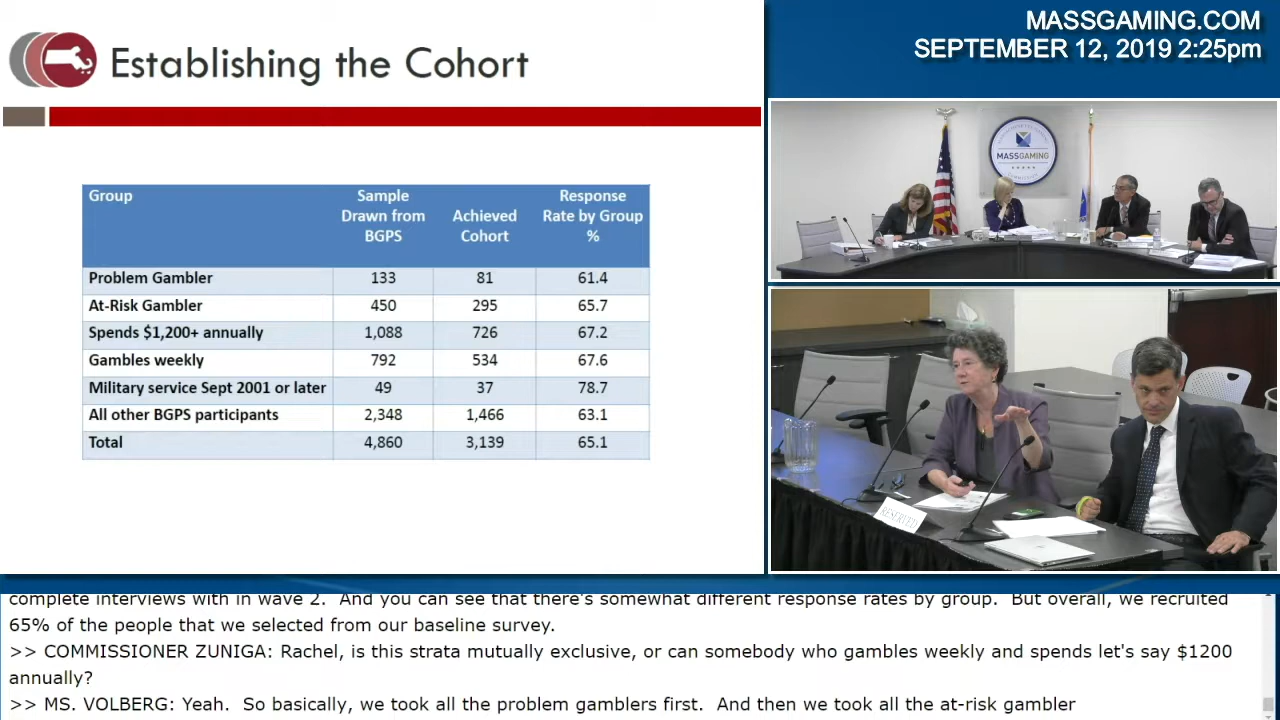 MASSGAMING.COM
SEPTEMBER 12, 2019 2:25pm
Establishing the Cohort
Group Sample Drawn from BGPS Achieved Cohort Response Rate by Group %
Problem Gambler 133 81 61.4
At-Risk Gambler 450 295 65.7
Spends $1,200+ annually 1,088 726 67.2
Gambles weekly 792 534 67.6
Military service Sept 2001 or later 49 37 78.7
All other BGPS participants 2,348 1,466 63.1
Total 4,860 3,139 65.1
MASSGAMING
RESERVED
complete interviews with in wave 2. And you can see that there's somewhat different response rates by group. But overall, we recruited
65% of the people that we selected from our baseline survey.
>> COMMISSIONER ZUNIGA: Rachel, is this strata mutually exclusive, or can somebody who gambles weekly and spends let's say $1200
annually?
>> MS. VOLBERG: Yeah. So basically, we took all the problem gamblers first. And then we took all the at-risk gambler